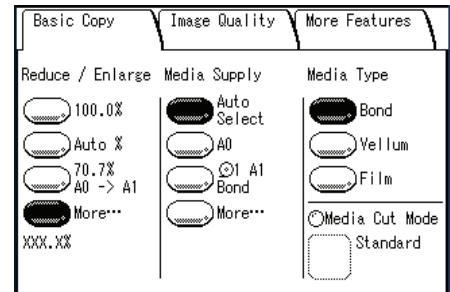 Basic Copy
Image Quality
More Features
Reduce / Enlarge
100.0%
Auto %
70.7%
A0 -> A1
More…
XXX.X%
Media Supply
Auto
Select
A0
1 A1
Bond
More…
Media Type
Bond
Vellum
Film
Media Cut Mode
Standard